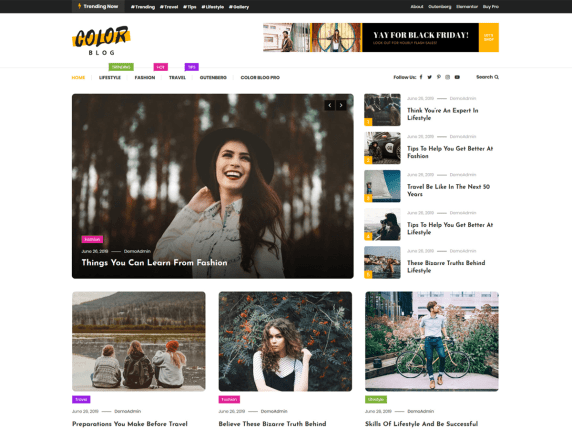 Trending Now
#Trending #Travel #Tips #Lifestyle #Gallery
About Gutenberg Elementor Buy Pro
COLOR
BLOG
YAY FOR BLACK FRIDAY!
TRENDING HOT TIPS
HOME LIFESTYLE FASHION TRAVEL GUTENBERG COLOR BLOG PRO
Follow Us:
Search
Fashion
June 26, 2019 DemoAdmin
Things You Can Learn From Fashion
June 26, 2019 DemoAdmin
Think You're An Expert In
Lifestyle
June 26, 2019 DemoAdmin
Tips To Help You Get Better At
Fashion
June 26, 2019 DemoAdmin
Travel Be Like In The Next 50
Years
June 26, 2019 DemoAdmin
Tips To Help You Get Better At
Lifestyle
June 26, 2019 DemoAdmin
These Bizarre Truths Behind
Lifestyle
Travel
June 26, 2019 DemoAdmin
Preparations You Make Before Travel
Fashion
June 26, 2019 DemoAdmin
Believe These Bizarre Truth Behind
Lifestyle
June 26, 2019 DemoAdmin
Skills Of Lifestyle And Be Successful